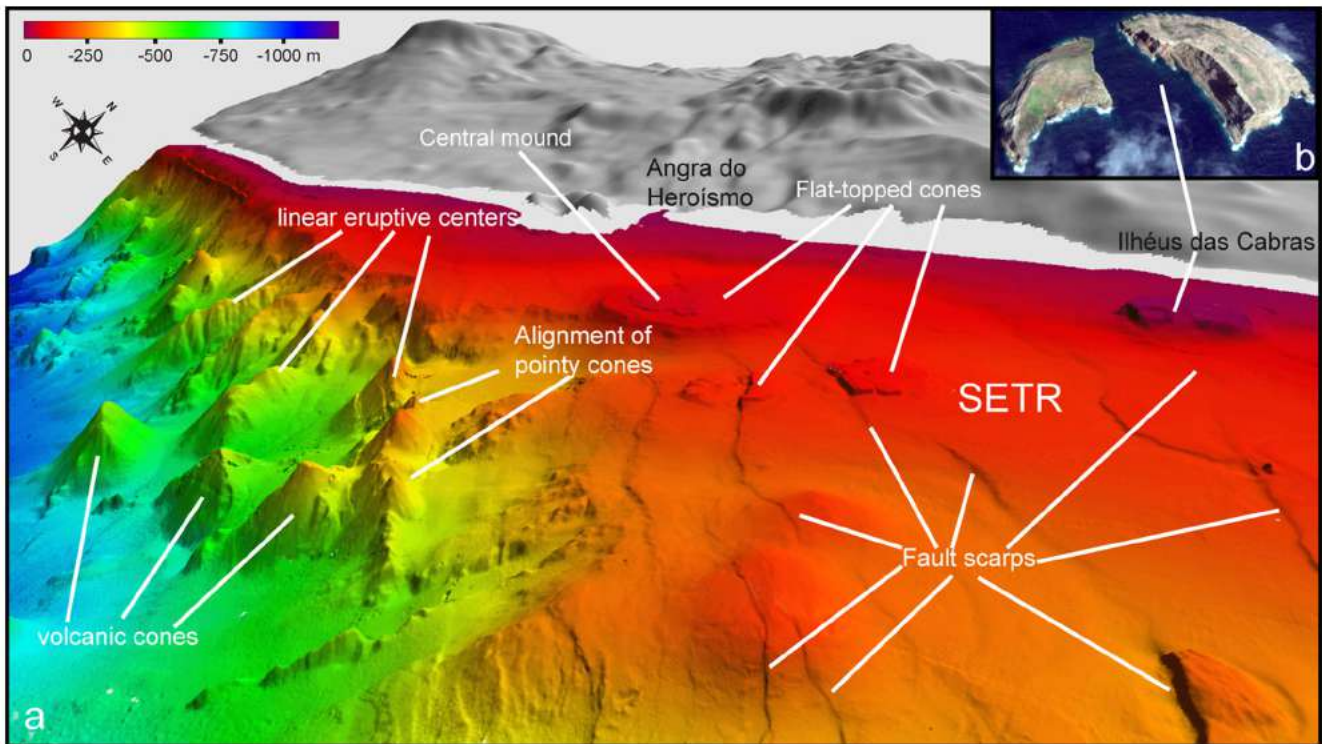 0 -250 -500 -750 -1000 m
W N
S E
b
Central mound
Angra do
Heroísmo
Flat-topped cones
linear eruptive centers
Ilhéus das Cabras
Alignment of
pointy cones
SETR
Fault scarps
volcanic cones
a